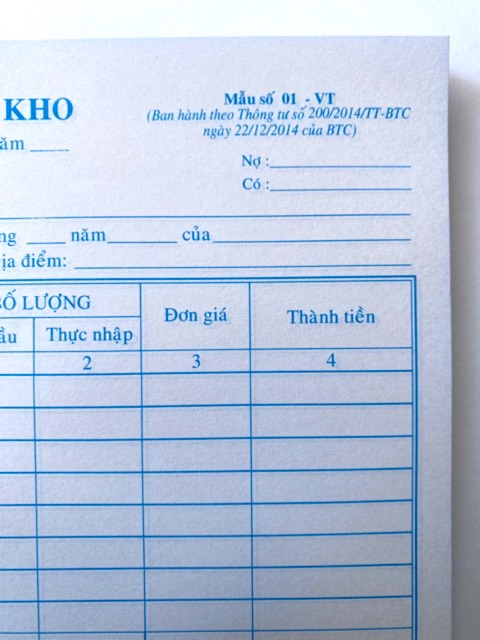 Mẫu số 01 - VT
KHO
(Ban hành theo Thông tư số 200/2014/TT-BTC
ngày 22/12/2014 của BTC)
ăm
Nợ :
Có :
ng năm của
ịa điểm:
SỐ LƯỢNG
Đơn giá
Thành tiền
ầu
Thực nhập
2
3
4